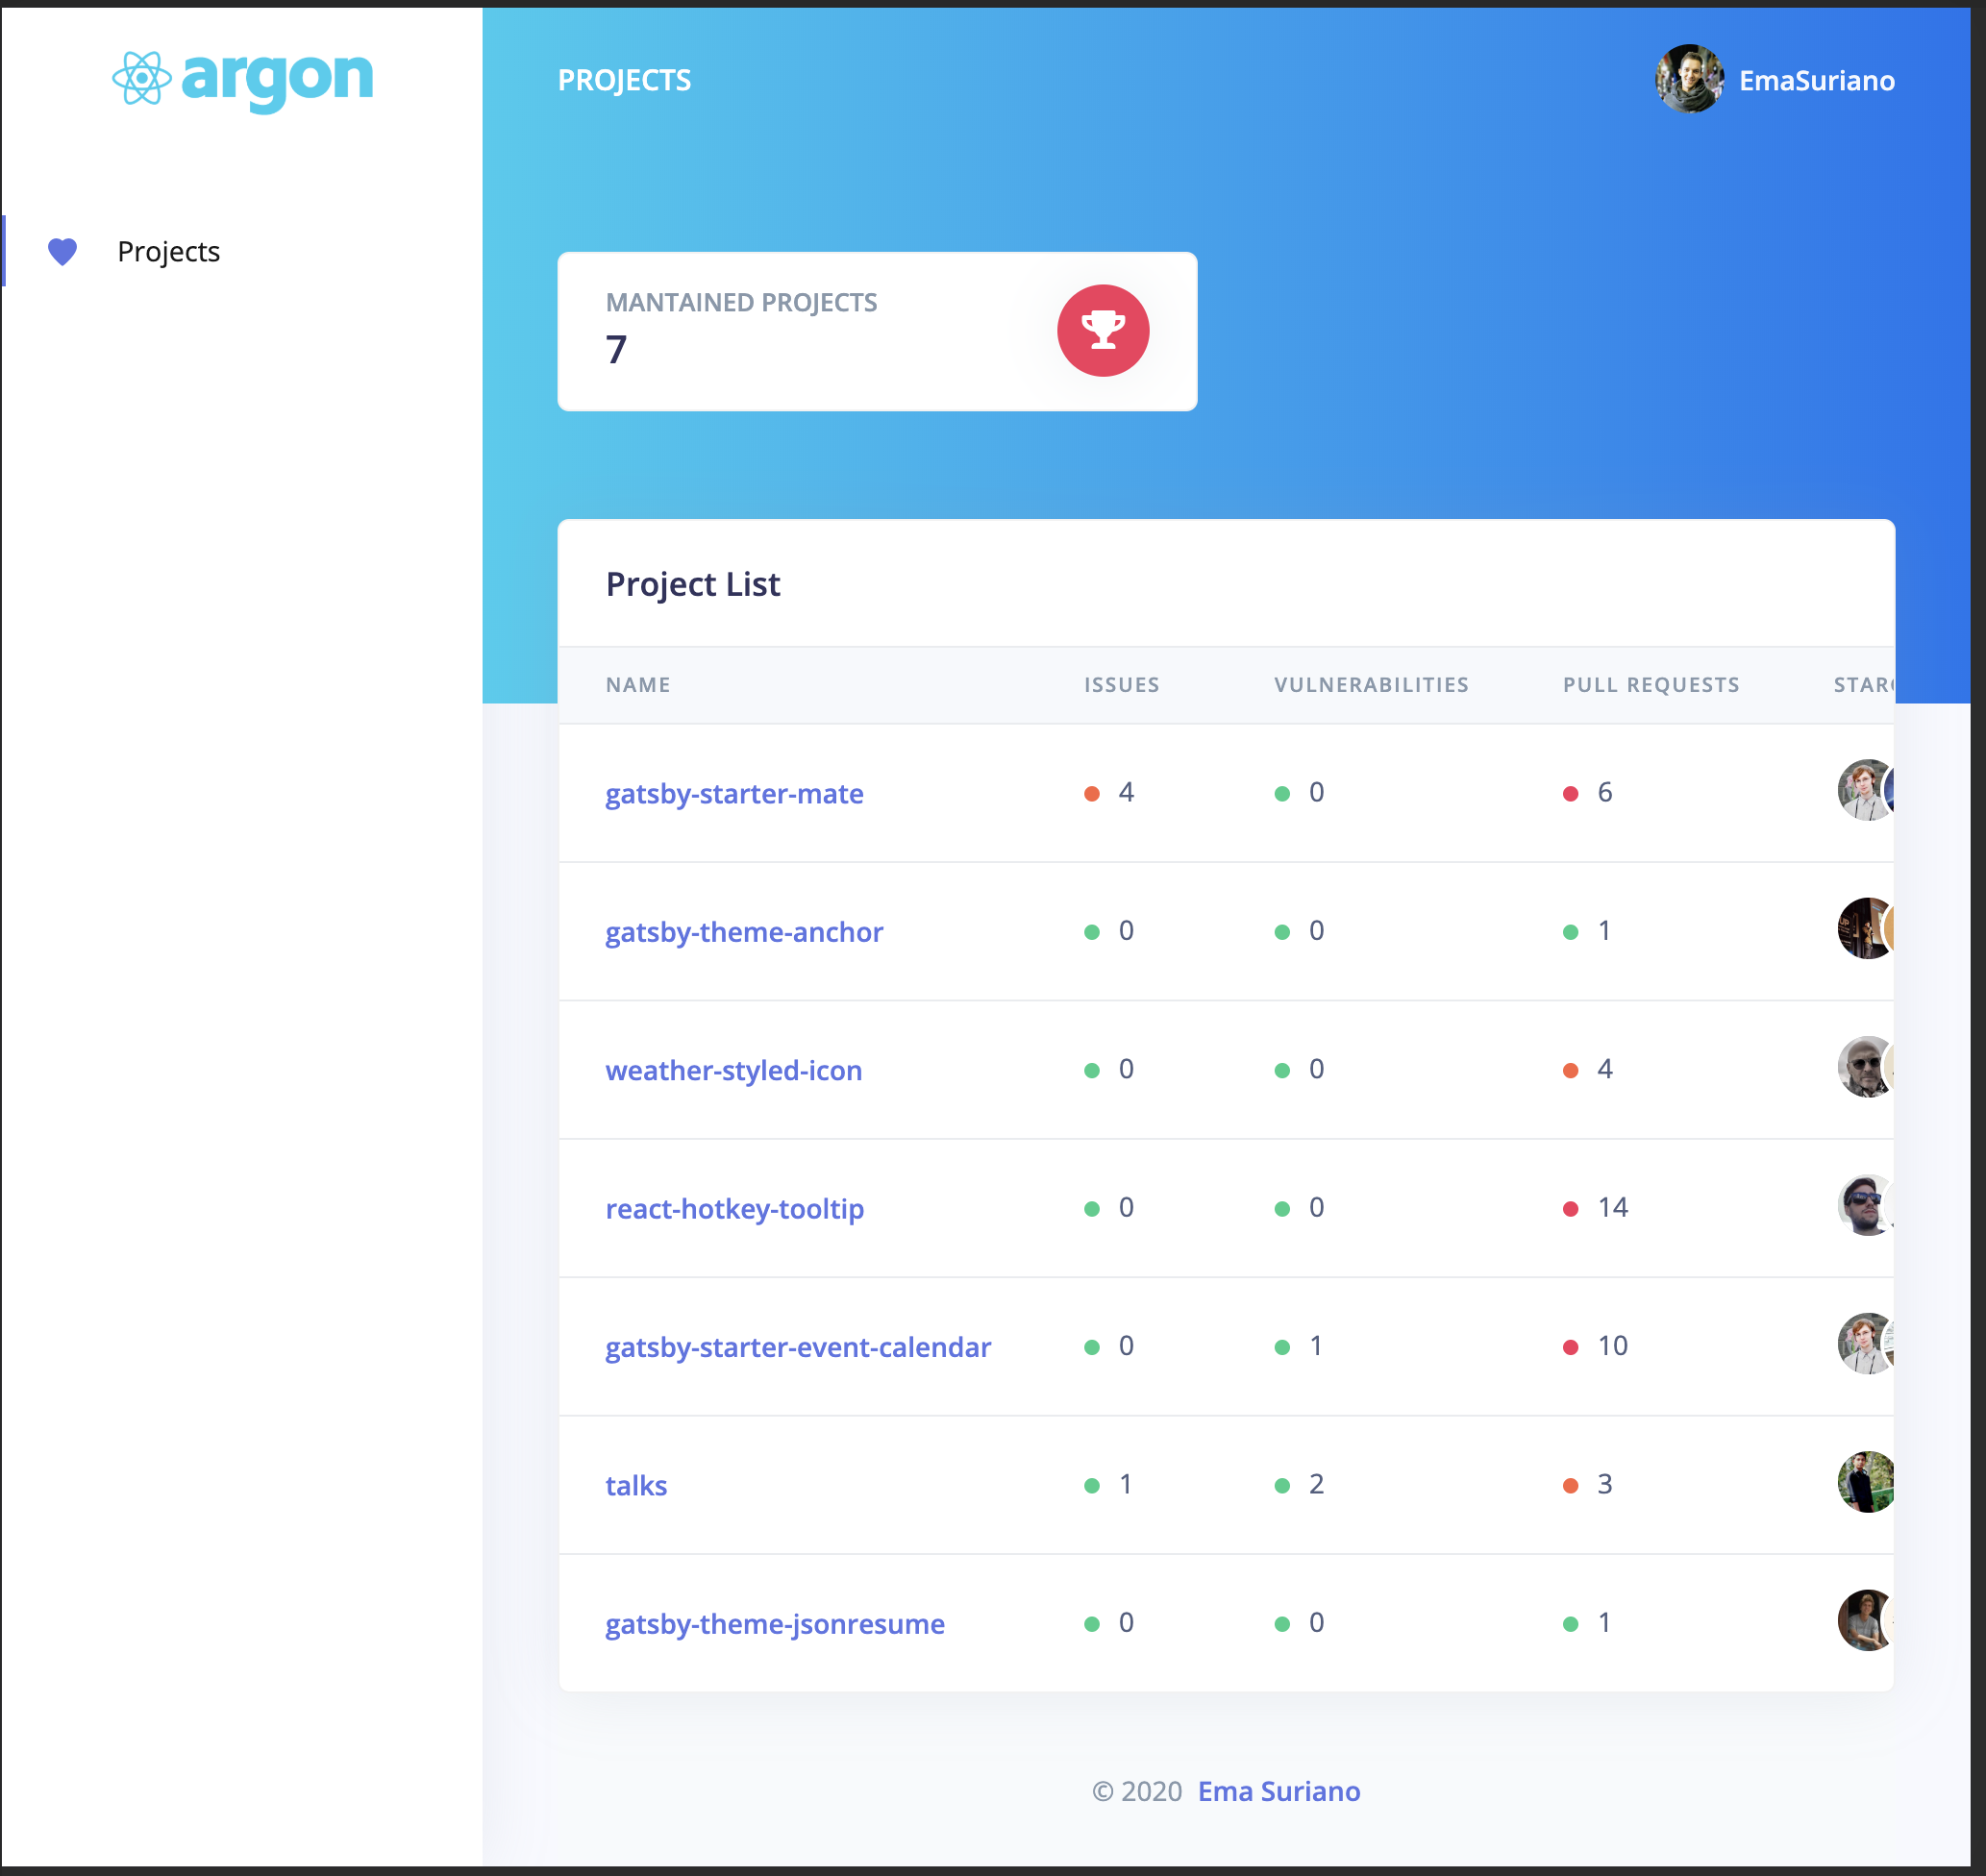 argon
PROJECTS
EmaSuriano
Projects
MANTAINED PROJECTS
7
Project List
NAME ISSUES VULNERABILITIES PULL REQUESTS
gatsby-starter-mate 4 0 6
gatsby-theme-anchor 0 0 1
weather-styled-icon 0 0 4
react-hotkey-tooltip 0 0 14
gatsby-starter-event-calendar 0 1 10
talks 1 2 3
gatsby-theme-jsonresume 0 0 1
© 2020 Ema Suriano